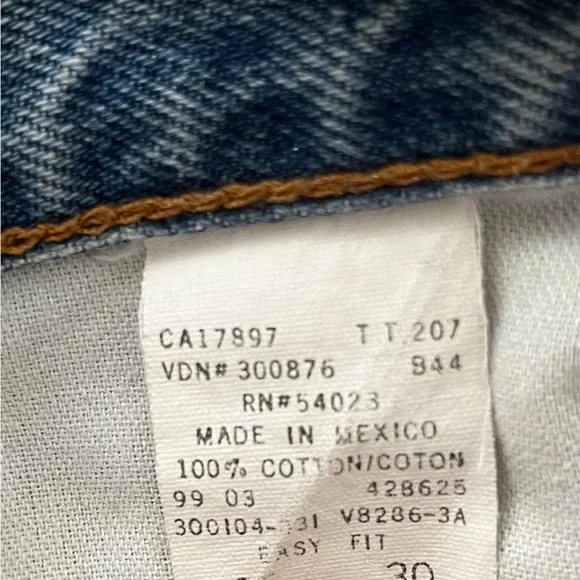 CA17897 T T 207
VDN# 300876 844
RN#54023
MADE IN MEXICO
100% COTTON/COTON
99 03 428625
300104- V8286-3A
EASY FIT
30